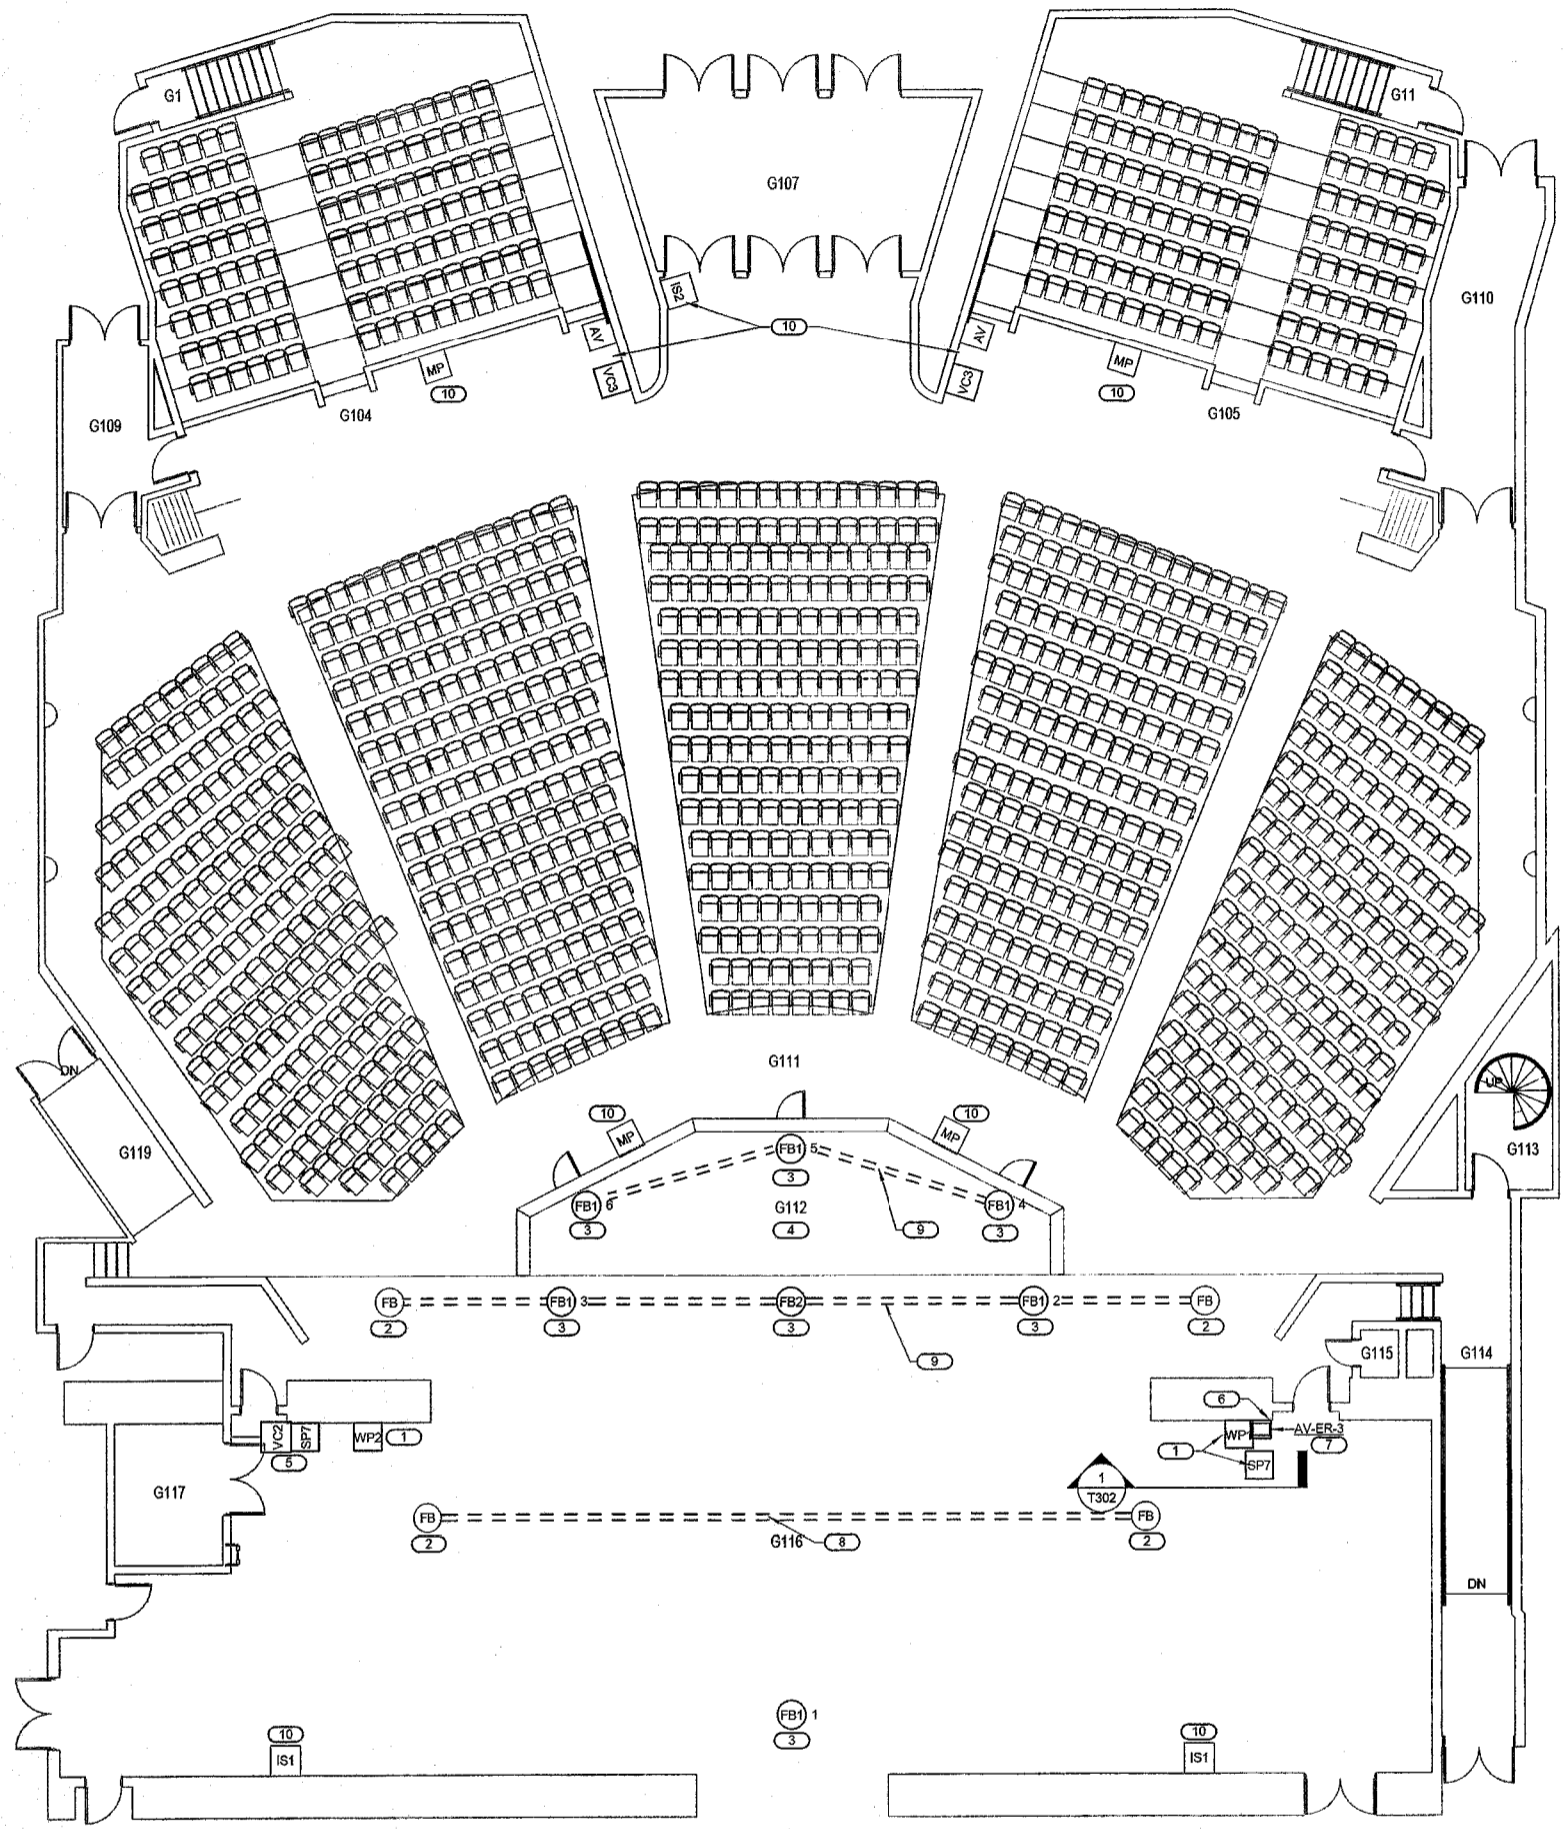 G1
G11
G107
G110
IS2
10
AV
AV
MP
VC3
VC3
MP
10
10
G104
G105
G109
G111
DN
UP
10
10
MP
MP
G119
G113
FB1 5
3
FB1 6
G112
FB1 4
3
4
9
3
FB
FB1 3
FB2
FB1 2
FB
2
3
3
3
2
9
G115
G114
6
VC2
SP7
WP2
1
WP1
AV-ER-3
5
1
7
SP7
1
T302
G117
FB
FB
2
G116
8
2
DN
FB1 1
3
10
10
IS1
IS1